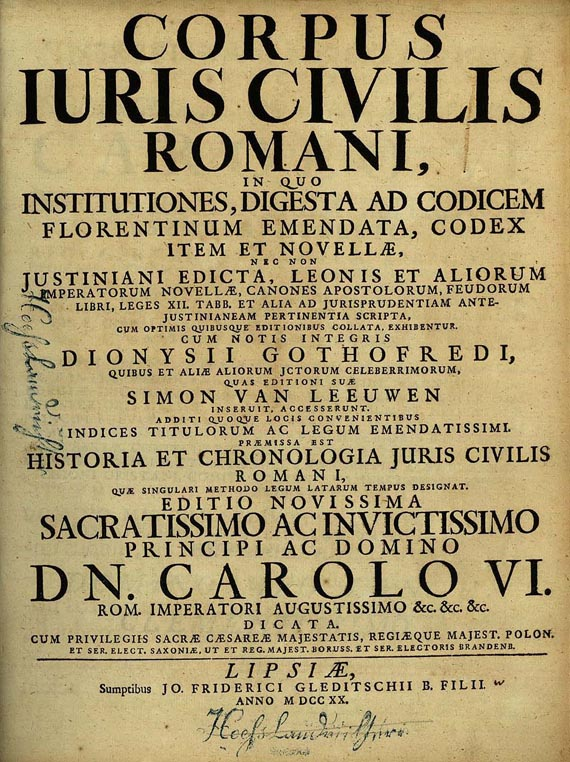 CORPUS
IURIS CIVILIS
ROMANI,
IN QUO
INSTITUTIONES, DIGESTA AD CODICEM
FLORENTINUM EMENDATA, CODEX
ITEM ET NOVELLÆ,
NEC NON
JUSTINIANI EDICTA, LEONIS ET ALIORUM
IMPERATORUM NOVELLÆ, CANONES APOSTOLORUM, FEUDORUM
LIBRI, LEGES XII. TABB. ET ALIA AD JURISPRUDENTIAM ANTE-
JUSTINIANEAM PERTINENTIA SCRIPTA,
CUM OPTIMIS QUIBUSQUE EDITIONIBUS COLLATA, EXHIBENTUR.
CUM NOTIS INTEGRIS
DIONYSII GOTHOFREDI,
QUIBUS ET ALIÆ ALIORUM JCTORUM CELEBERRIMORUM,
QUAS EDITIONI SUÆ
SIMON VAN LEEUWEN
INSERUIT, ACCESSERUNT.
ADDITI QUOQUE LOCIS CONVENIENTIBUS
INDICES TITULORUM AC LEGUM EMENDATISSIMI.
PRÆMISSA EST
HISTORIA ET CHRONOLOGIA JURIS CIVILIS
ROMANI,
QUÆ SINGULARI METHODO LEGUM LATARUM TEMPUS DESIGNAT.
EDITIO NOVISSIMA
SACRATISSIMO AC INVICTISSIMO
PRINCIPI AC DOMINO
DN. CAROLO VI.
ROM. IMPERATORI AUGUSTISSIMO &c. &c. &c.
DICATA.
CUM PRIVILEGIIS SACRÆ CÆSAREÆ MAJESTATIS, REGIÆQUE MAJEST. POLON.
ET SER. ELECT. SAXONIÆ, UT ET REG. MAJEST. BORUSS. ET SER. ELECTORIS BRANDENB.
LIPSIÆ,
Sumptibus JO. FRIDERICI GLEDITSCHII B. FILII.
ANNO M DCC XX.